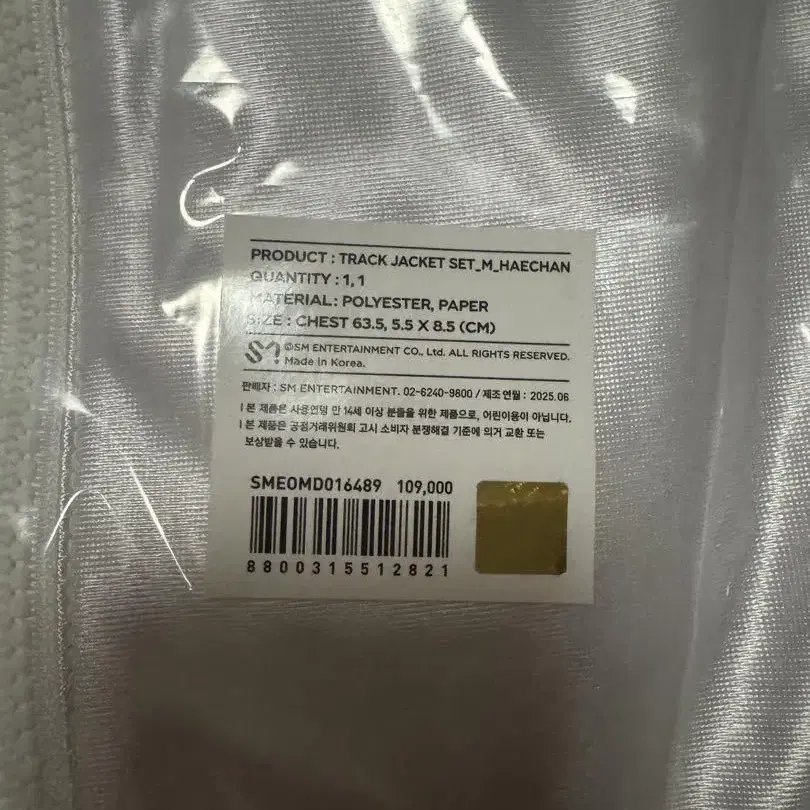 PRODUCT : TRACK JACKET SET_M_HAECHAN
QUANTITY : 1, 1
MATERIAL : POLYESTER, PAPER
SIZE : CHEST 63.5, 5.5 X 8.5 (CM)
©SM ENTERTAINMENT CO., Ltd. ALL RIGHTS RESERVED.
Made in Korea.
판매자 : SM ENTERTAINMENT. 02-6240-9800 / 제조 연월 : 2025.06
I 본 제품은 사용연령 만 14세 이상 분들을 위한 제품으로, 어린이용이 아닙니다.
I 본 제품은 공정거래위원회 고시 소비자 분쟁해결 기준에 의거 교환 또는
보상받을 수 있습니다.
SMEOMD016489 109,000
8800315512821